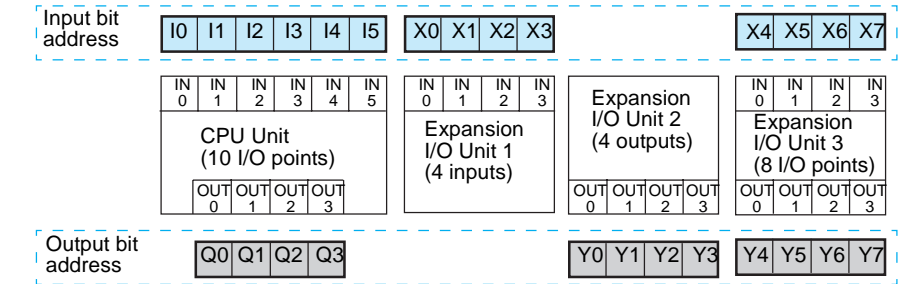 Input bit
address
I0 I1 I2 I3 I4 I5 X0 X1 X2 X3 X4 X5 X6 X7
IN IN IN IN IN IN IN IN IN IN IN IN IN IN
0 1 2 3 4 5 0 1 2 3 0 1 2 3
CPU Unit
(10 I/O points)
Expansion
I/O Unit 1
(4 inputs)
Expansion
I/O Unit 2
(4 outputs)
Expansion
I/O Unit 3
(8 I/O points)
OUT OUT OUT OUT OUT OUT OUT OUT OUT OUT OUT OUT
0 1 2 3 0 1 2 3 0 1 2 3
Output bit
address
Q0 Q1 Q2 Q3 Y0 Y1 Y2 Y3 Y4 Y5 Y6 Y7